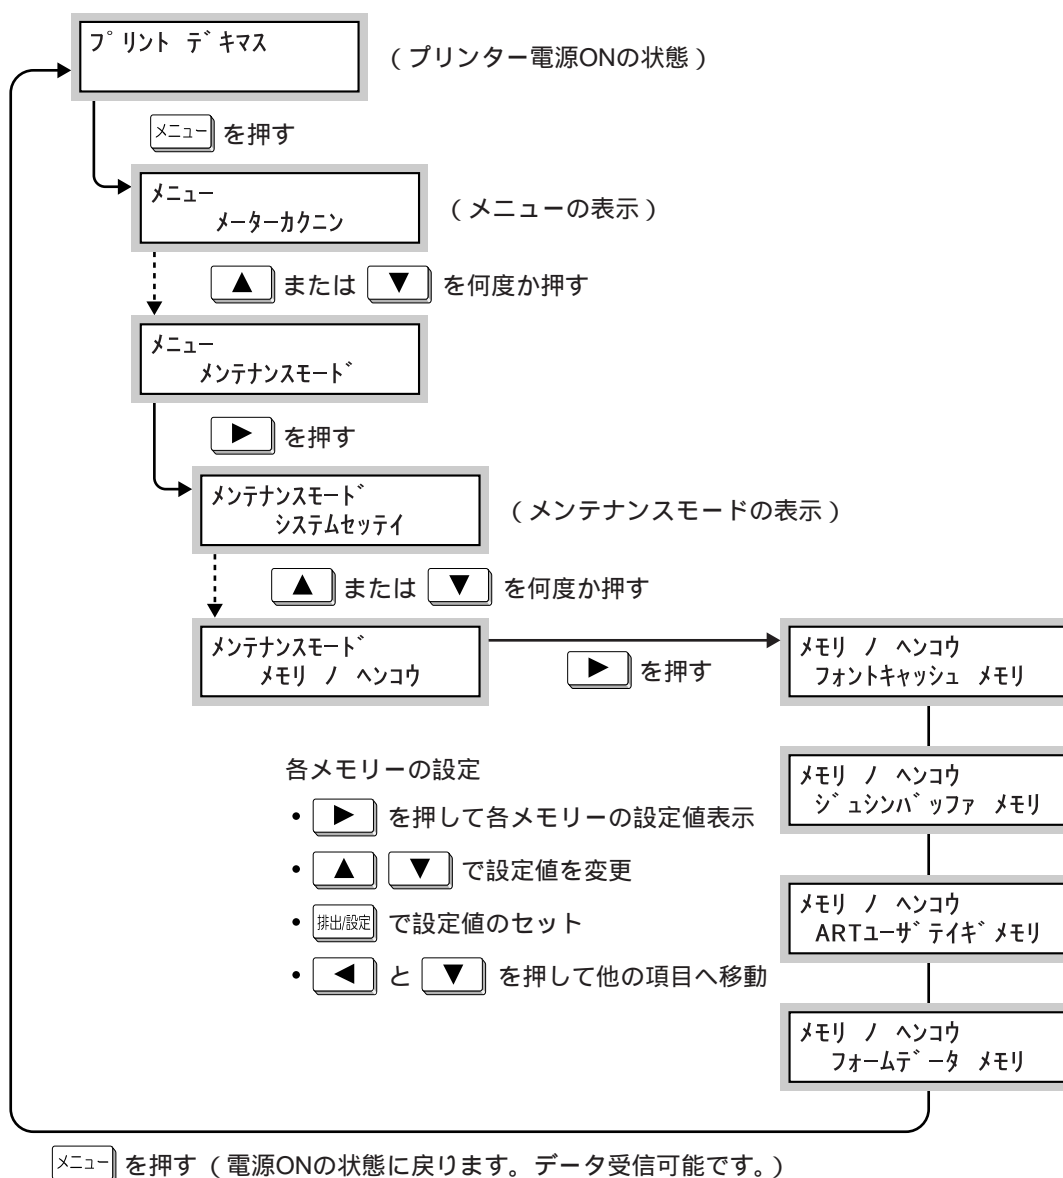 プリント デキマス
(プリンター電源ONの状態)
メニュー を押す
メニュー
メーターカクニン
(メニューの表示)
▲ または ▼ を何度か押す
メニュー
メンテナンスモード
▶ を押す
メンテナンスモード
システムセッテイ
(メンテナンスモードの表示)
▲ または ▼ を何度か押す
メンテナンスモード
メモリ ノ ヘンコウ
▶ を押す
メモリ ノ ヘンコウ
フォントキャッシュ メモリ
メモリ ノ ヘンコウ
ジュシンバッファ メモリ
メモリ ノ ヘンコウ
ARTユーザテイギメモリ
メモリ ノ ヘンコウ
フォームデータ メモリ
各メモリーの設定
• ▶ を押して各メモリーの設定値表示
• ▲ ▼ で設定値を変更
• 排出/設定 で設定値のセット
• ◀ と ▼ を押して他の項目へ移動
メニュー を押す(電源ONの状態に戻ります。データ受信可能です。)